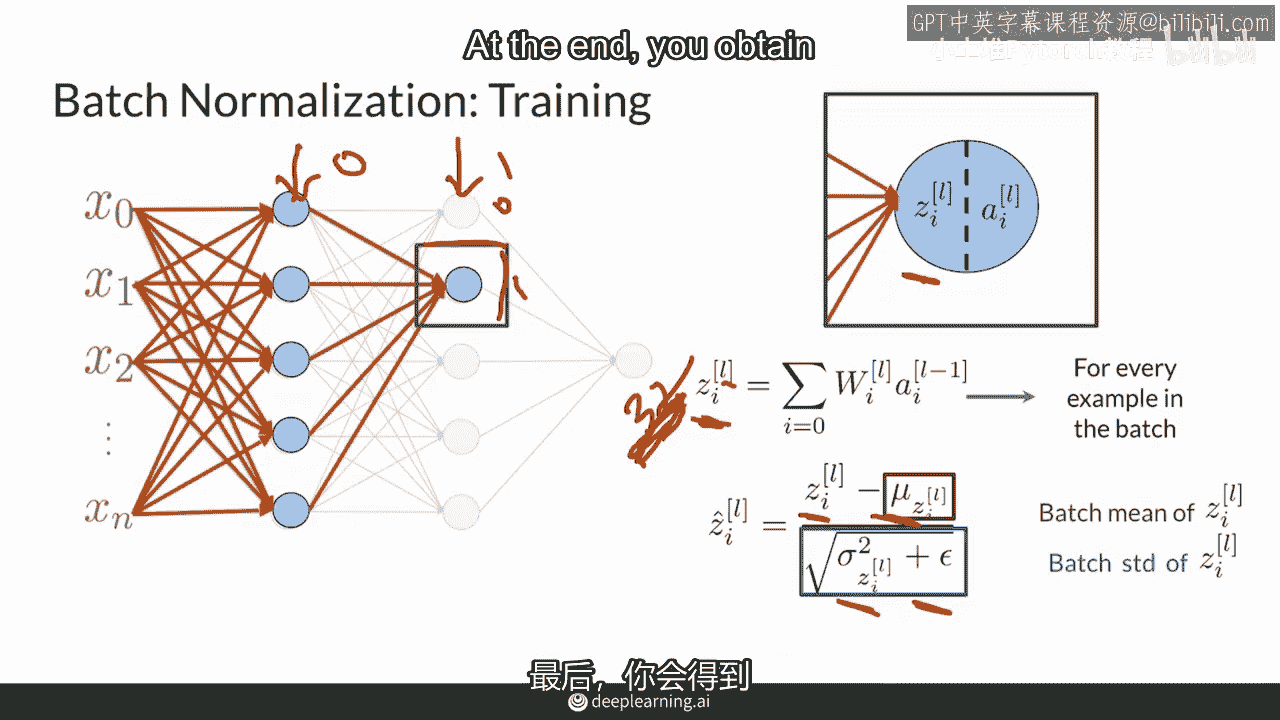 GPT中英字幕课程资源@bilibili.com
At the end, you obtain
Batch Normalization: Training
0
1
0
1
x_0
x_1
x_2
⋮
x_n
z_i^{[l]} a_i^{[l]}
32
z_i^{[l]} = \sum_{i=0} W_i^{[l]} a_i^{[l-1]}
For every
example in
the batch
\hat{z}_i^{[l]} = \frac{z_i^{[l]} - \mu_{z_i^{[l]}}}{\sqrt{\sigma^2_{z_i^{[l]}} + \epsilon}}
Batch mean of z_i^{[l]}
Batch std of z_i^{[l]}
最后，你会得到
deeplearning.ai